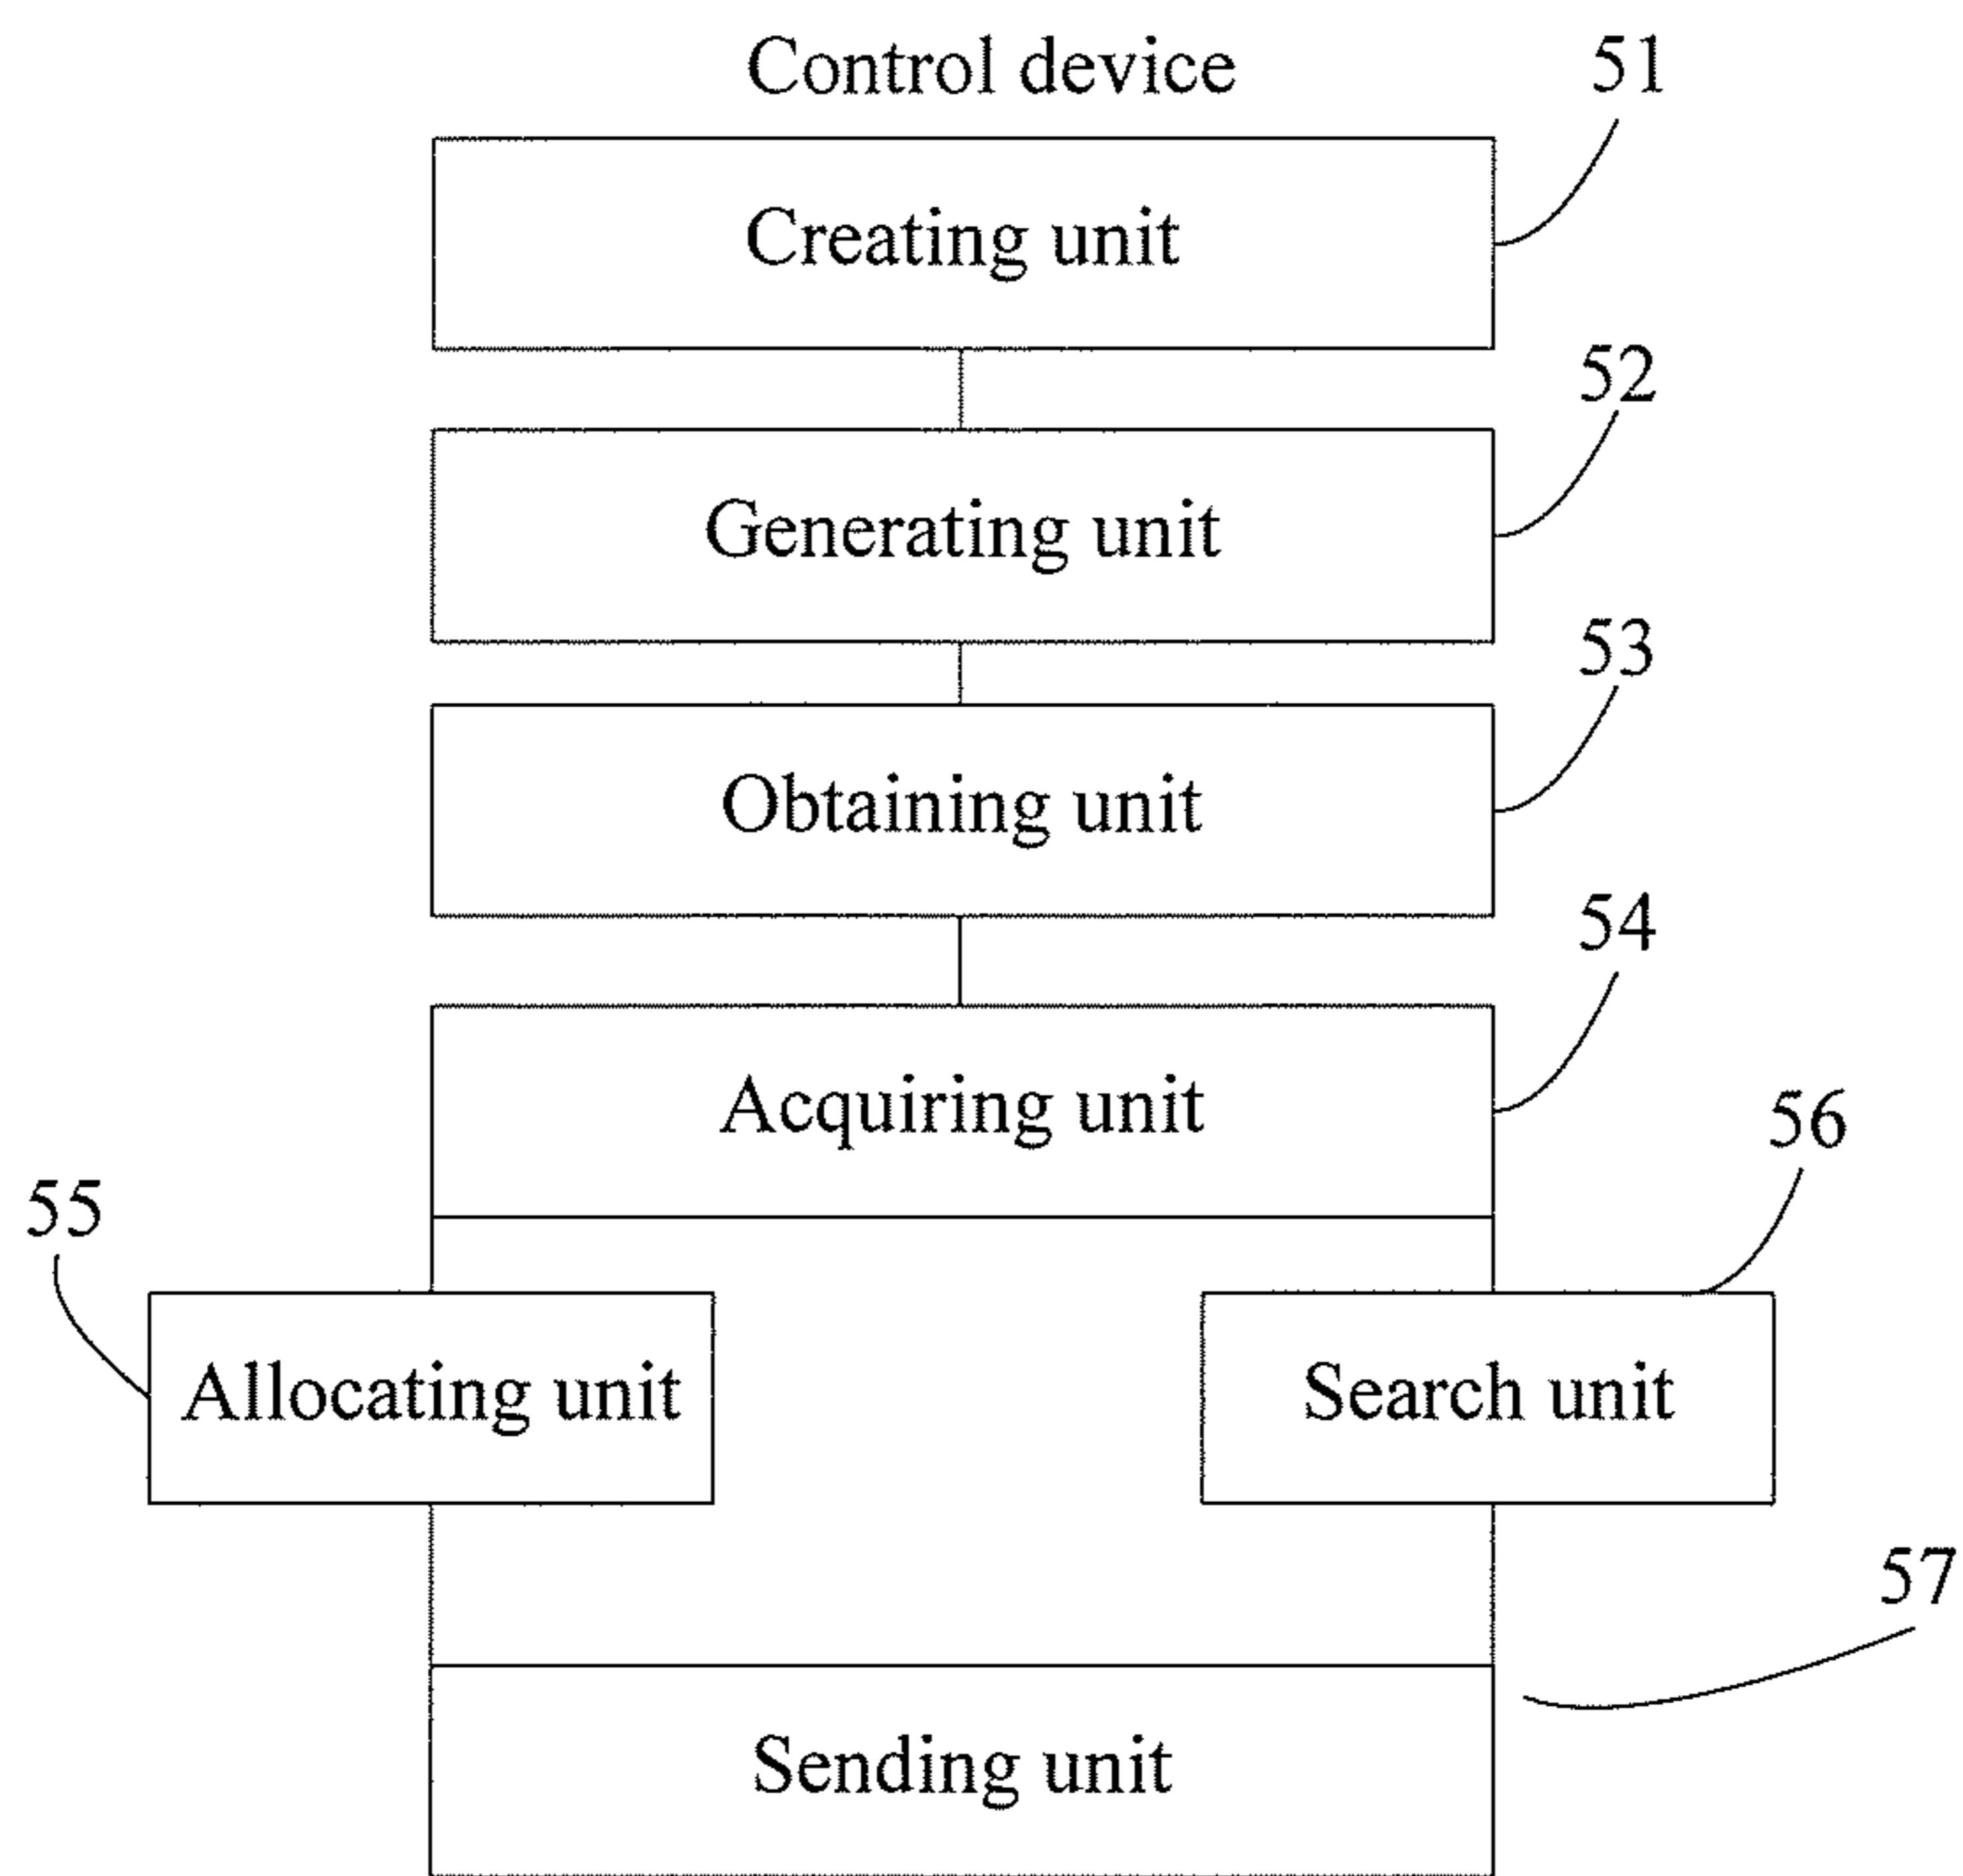 Control device
51
Creating unit
52
Generating unit
53
Obtaining unit
54
Acquiring unit
56
55
Allocating unit
Search unit
57
Sending unit